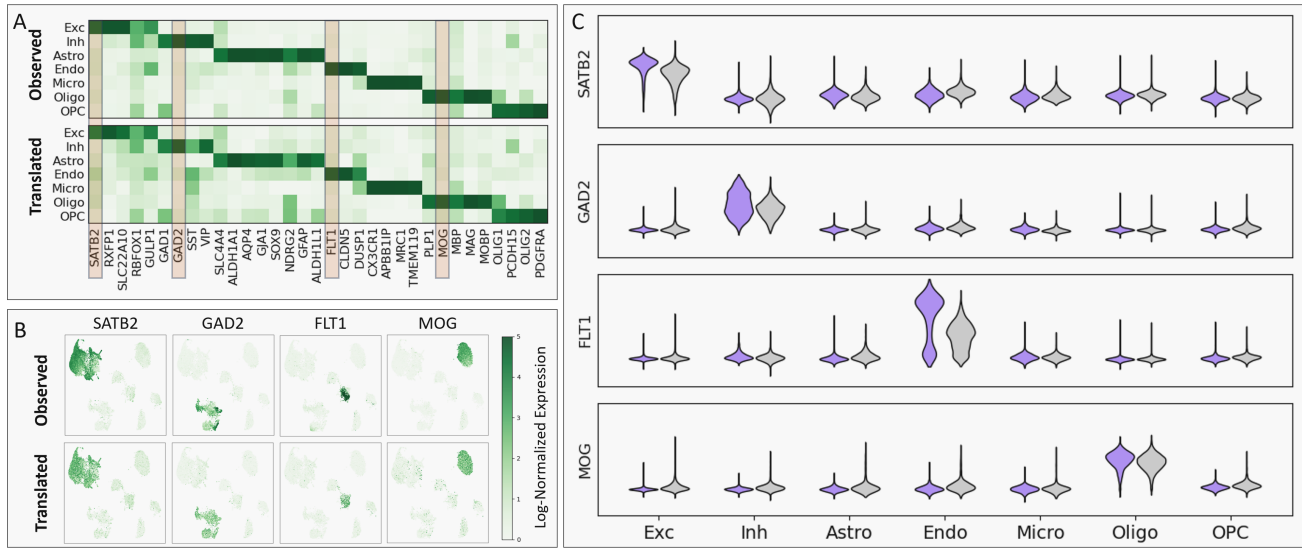 A
Observed
Exc
Inh
Astro
Endo
Micro
Oligo
OPC
Translated
Exc
Inh
Astro
Endo
Micro
Oligo
OPC
SATB2
RXFP1
SLC22A10
RBFOX1
GULP1
GAD1
GAD2
SST
VIP
SLC4A4
ALDH1A1
AQP4
GJA1
SOX9
NDRG2
GFAP
ALDH1L1
FLT1
CLDN5
DUSP1
CX3CR1
APBB1IP
MRC1
TMEM119
PLP1
MOG
MBP
MAG
MOBP
OLIG1
PCDH15
OLIG2
PDGFRA
B
SATB2 GAD2 FLT1 MOG
Observed
Translated
5
4
3
2
1
0
Log-Normalized Expression
C
SATB2
GAD2
FLT1
MOG
Exc Inh Astro Endo Micro Oligo OPC